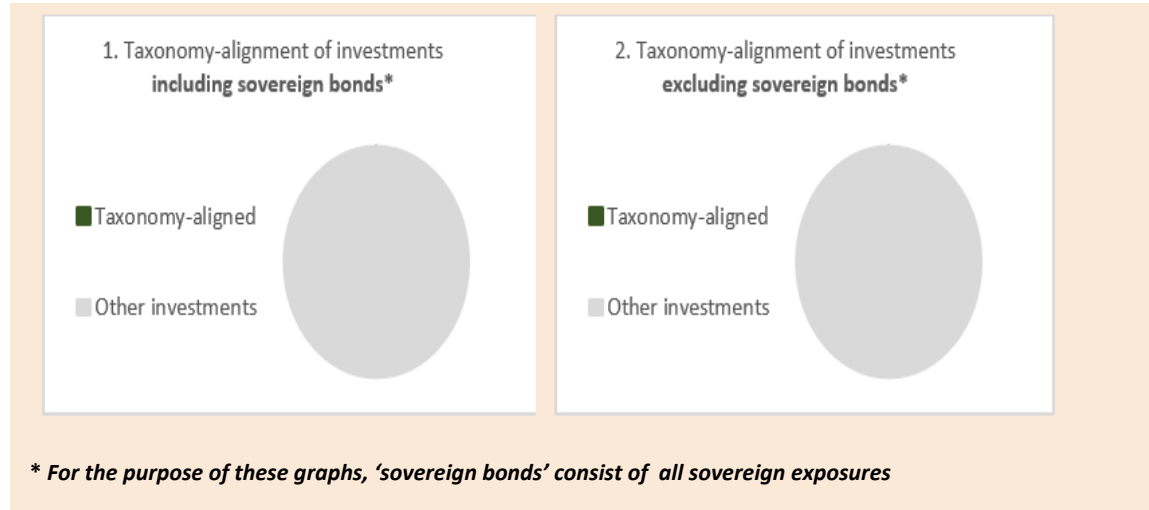 1. Taxonomy-alignment of investments
including sovereign bonds*
Taxonomy-aligned
Other investments
2. Taxonomy-alignment of investments
excluding sovereign bonds*
Taxonomy-aligned
Other investments
* For the purpose of these graphs, ‘sovereign bonds’ consist of all sovereign exposures